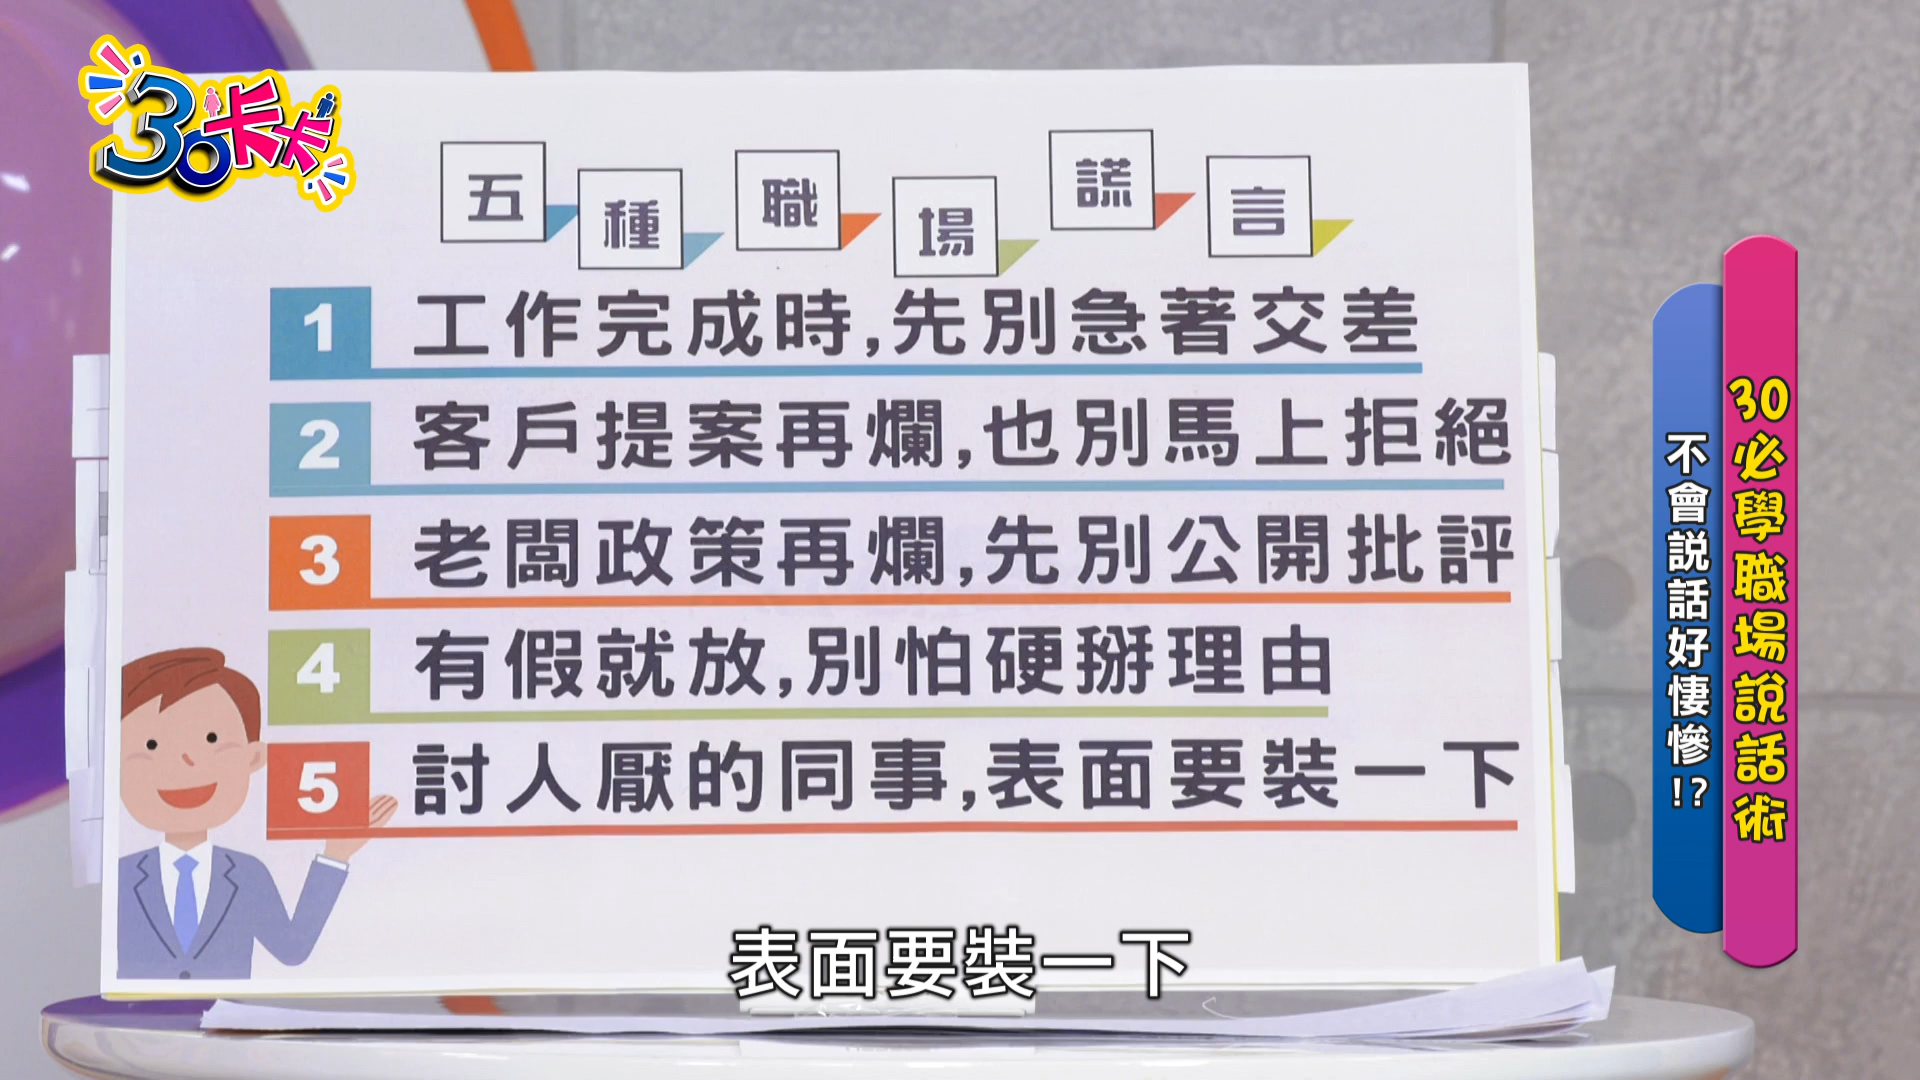 30卡卡
五種職場謊言
1 工作完成時,先別急著交差
2 客戶提案再爛,也別馬上拒絕
3 老闆政策再爛,先別公開批評
4 有假就放,別怕硬掰理由
5 討人厭的同事,表面要裝一下
30必學職場說話術
不會說話好悽慘!?
表面要裝一下